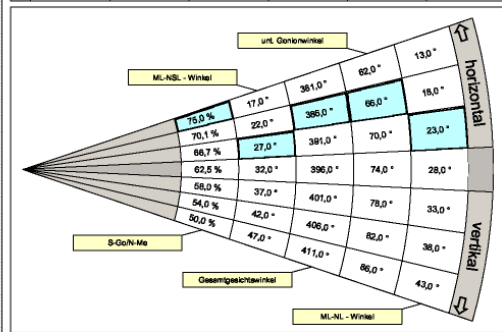 unt. Gonionwinkel
ML-NSL - Winkel
horizontal
75,0 % 17,0 ° 381,0 ° 62,0 ° 13,0 °
70,1 % 22,0 ° 386,0 ° 66,0 ° 18,0 °
66,7 % 27,0 ° 391,0 ° 70,0 ° 23,0 °
62,5 % 32,0 ° 396,0 ° 74,0 ° 28,0 °
58,0 % 37,0 ° 401,0 ° 78,0 ° 33,0 °
54,0 % 42,0 ° 406,0 ° 82,0 ° 38,0 °
50,0 % 47,0 ° 411,0 ° 86,0 ° 43,0 °
vertikal
S-Go/N-Me
Gesamtgesichtswinkel
ML-NL - Winkel